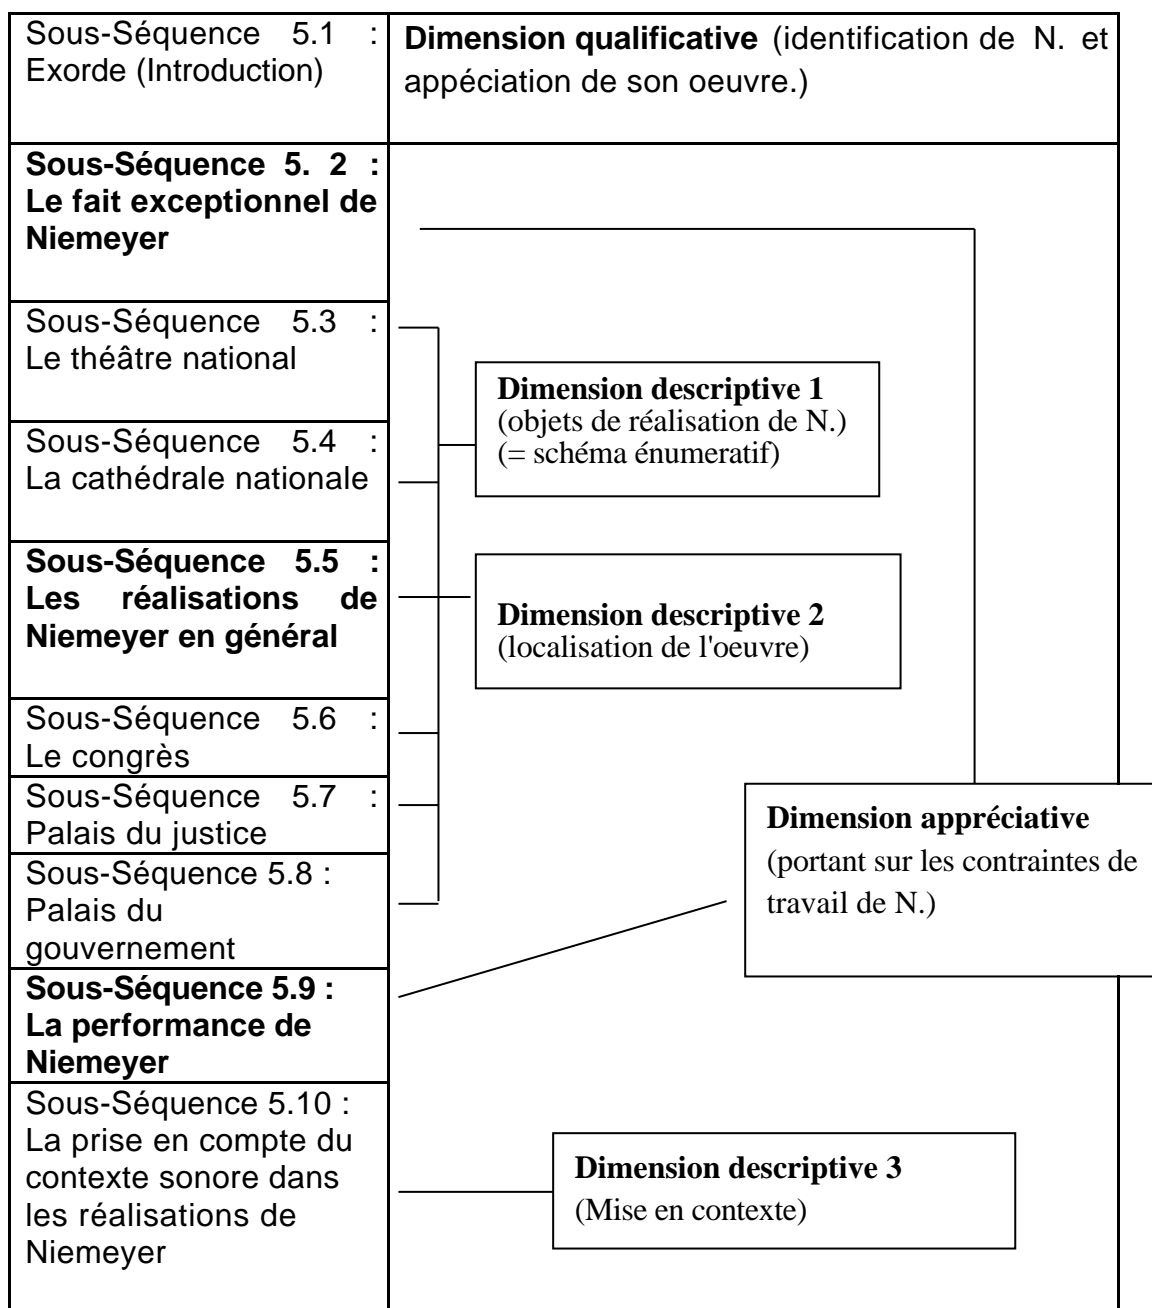 Sous-Séquence 5.1 :
Exorde (Introduction)
Dimension qualificative (identification de N. et
appéciation de son oeuvre.)
Sous-Séquence 5. 2 :
Le fait exceptionnel de
Niemeyer
Sous-Séquence 5.3 :
Le théâtre national
Sous-Séquence 5.4 :
La cathédrale nationale
Dimension descriptive 1
(objets de réalisation de N.)
(= schéma énumeratif)
Sous-Séquence 5.5 :
Les réalisations de
Niemeyer en général
Dimension descriptive 2
(localisation de l'oeuvre)
Sous-Séquence 5.6 :
Le congrès
Sous-Séquence 5.7 :
Palais du justice
Sous-Séquence 5.8 :
Palais du
gouvernement
Dimension appréciative
(portant sur les contraintes de
travail de N.)
Sous-Séquence 5.9 :
La performance de
Niemeyer
Sous-Séquence 5.10 :
La prise en compte du
contexte sonore dans
les réalisations de
Niemeyer
Dimension descriptive 3
(Mise en contexte)